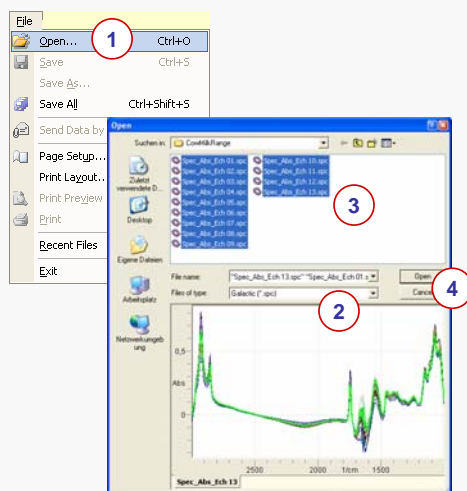 File
Open... Ctrl+O
1
Save Ctrl+S
Save As...
Save All Ctrl+Shift+S
Send Data by
Page Setup...
Print Layout..
Print Preview
Print
Recent Files
Exit
Open
Suchen in: CowMilkRange
Zuletzt verwendete D...
Desktop
Eigene Dateien
Arbeitsplatz
Netzwerkumgeb ung
Spec_Abs_Ech 01.spc Spec_Abs_Ech 10.spc
Spec_Abs_Ech 02.spc Spec_Abs_Ech 11.spc
Spec_Abs_Ech 03.spc Spec_Abs_Ech 12.spc
Spec_Abs_Ech 04.spc Spec_Abs_Ech 13.spc
Spec_Abs_Ech 05.spc
Spec_Abs_Ech 06.spc
Spec_Abs_Ech 07.spc
Spec_Abs_Ech 08.spc
Spec_Abs_Ech 09.spc
3
File name: "Spec_Abs_Ech 13.spc" "Spec_Abs_Ech 01.s Open
Files of type: Galactic (*.spc) Cancel
4
2
0,5
Abs
0
2500 2000 1/cm 1500
Spec_Abs_Ech 13